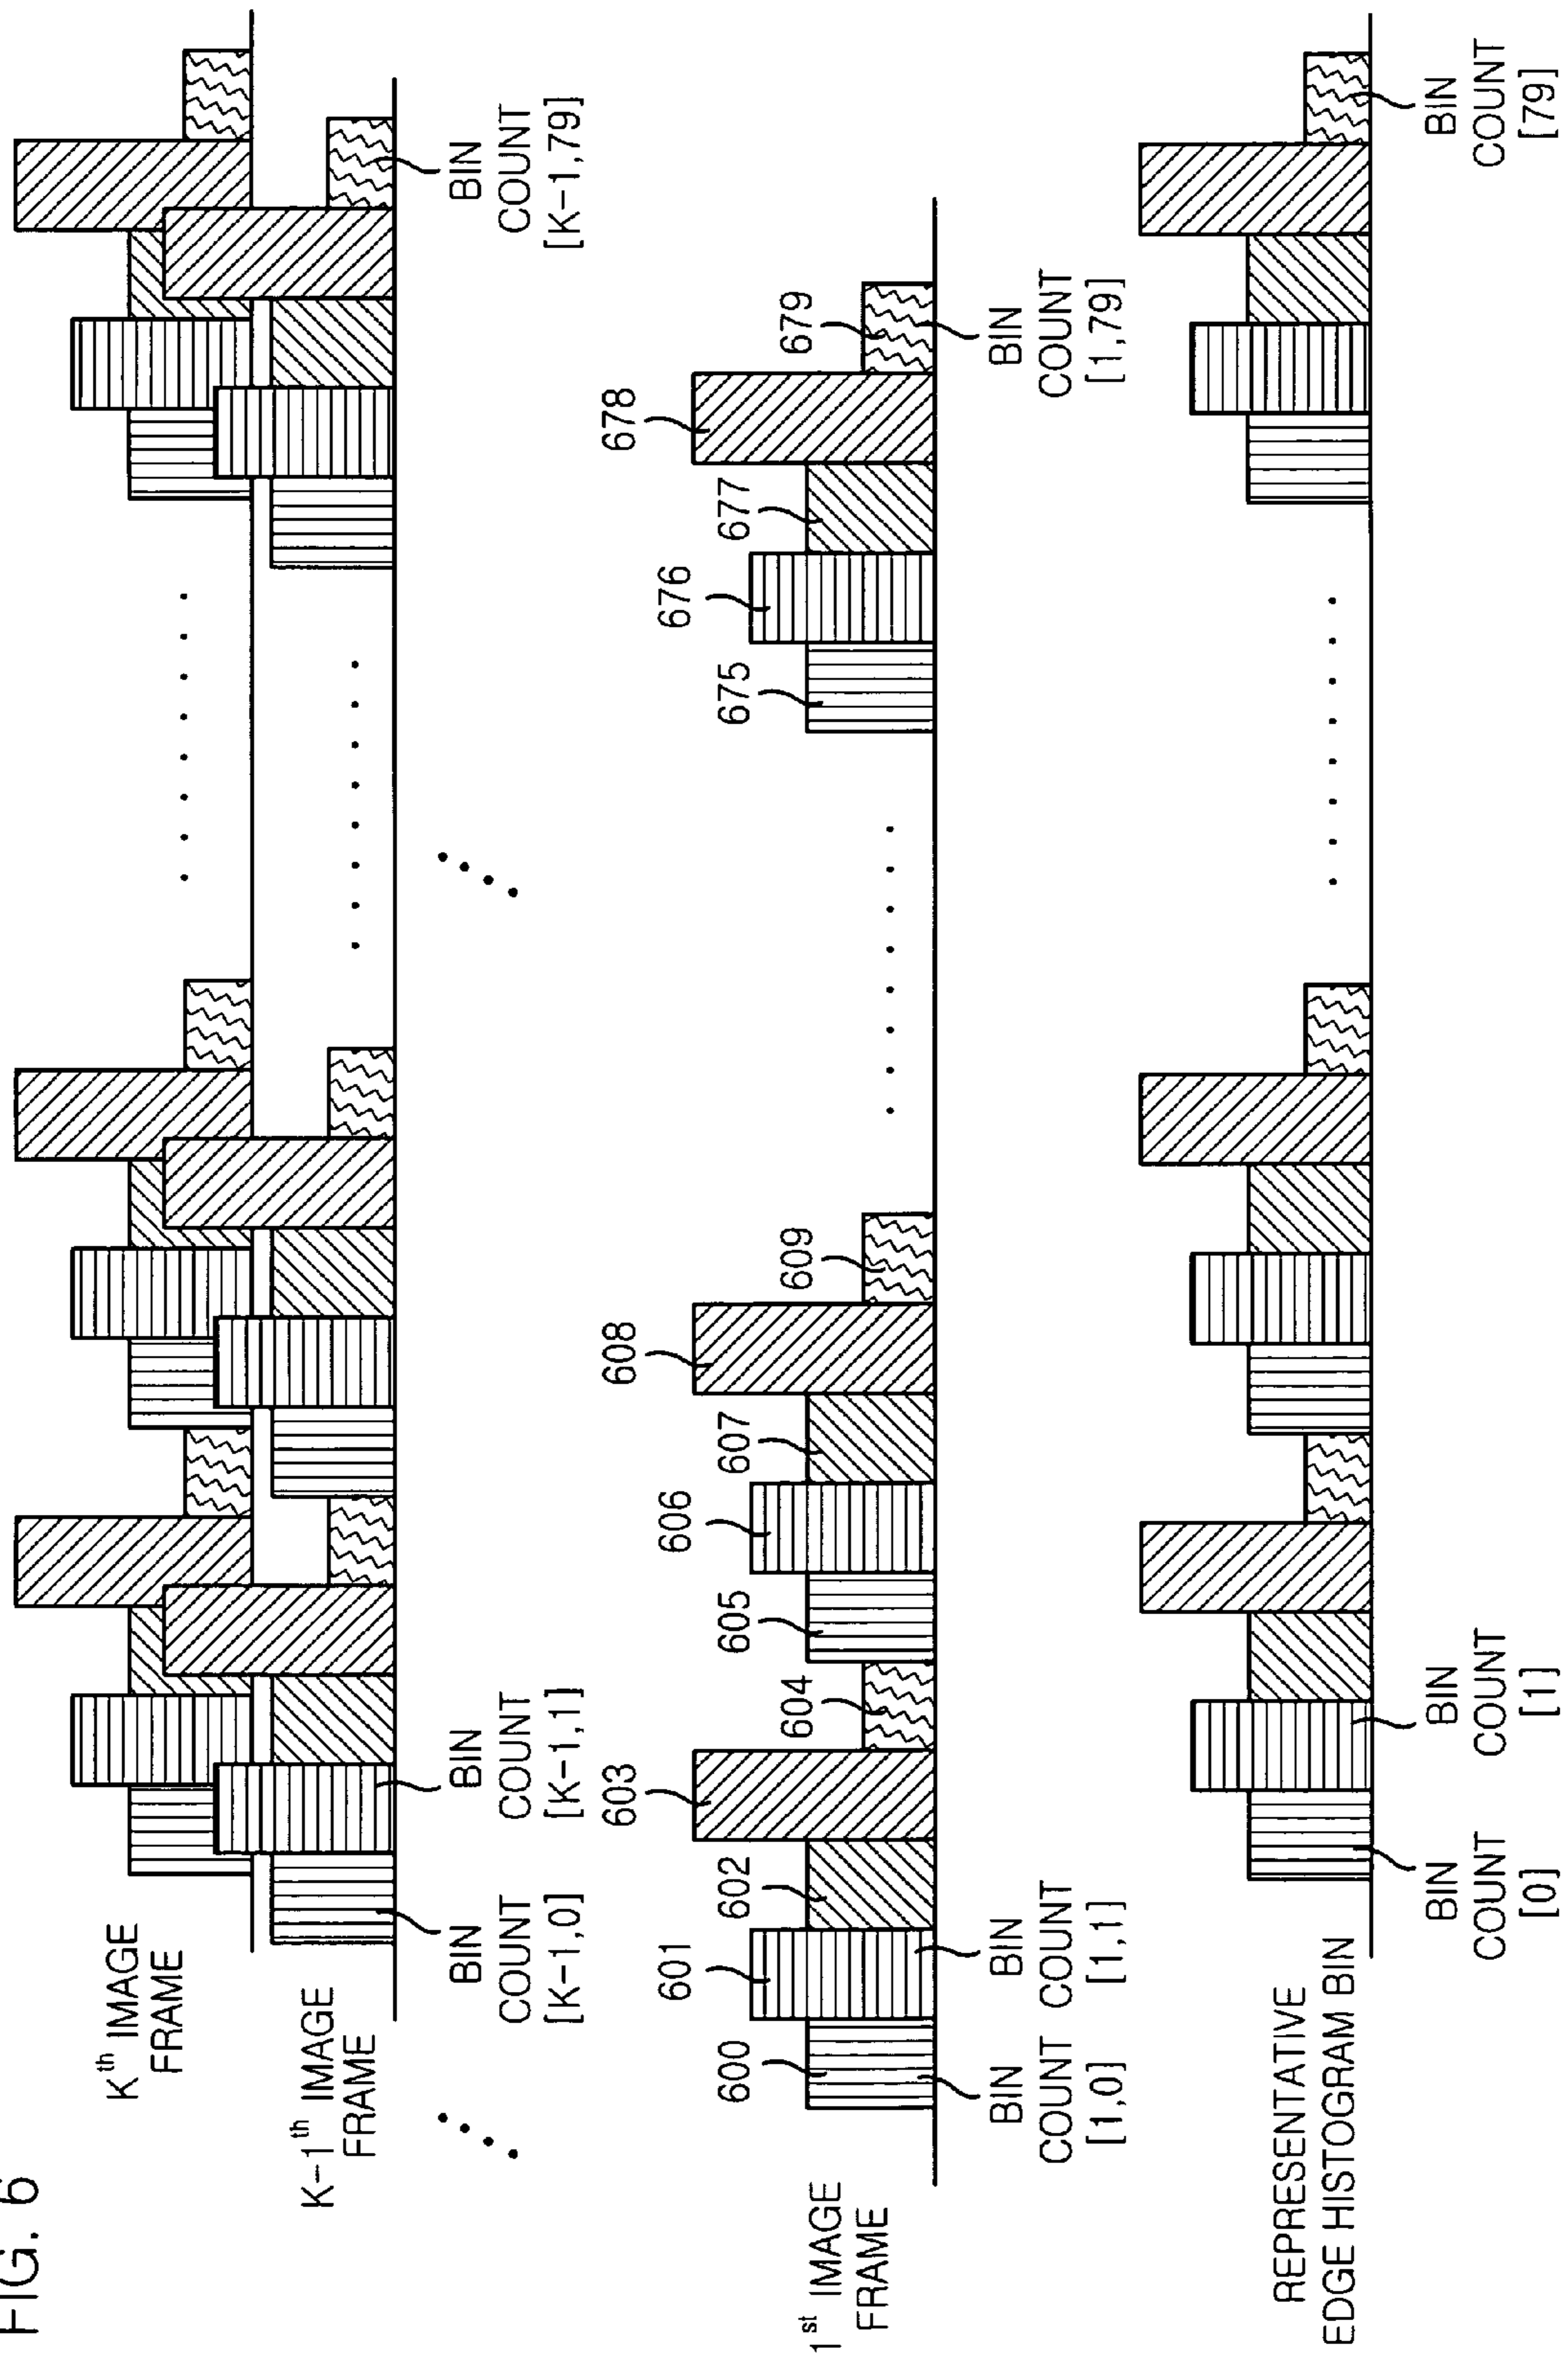 FIG. 6
K th IMAGE
FRAME
K-1 th IMAGE
FRAME
BIN
COUNT
[K-1,0]
BIN
COUNT
[K-1,1]
BIN
COUNT
[K-1,79]
1 st IMAGE
FRAME
600
601
602
603
604
605
606
607
608
609
675
676
677
678
679
BIN
COUNT
[1,0]
BIN
COUNT
[1,1]
BIN
COUNT
[1,79]
REPRESENTATIVE
EDGE HISTOGRAM BIN
BIN
COUNT
[0]
BIN
COUNT
[1]
BIN
COUNT
[79]